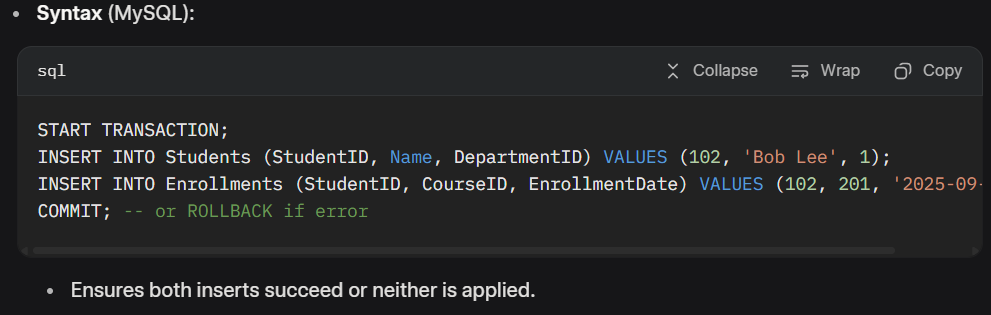 Syntax (MySQL):
sql Collapse Wrap Copy
START TRANSACTION;
INSERT INTO Students (StudentID, Name, DepartmentID) VALUES (102, 'Bob Lee', 1);
INSERT INTO Enrollments (StudentID, CourseID, EnrollmentDate) VALUES (102, 201, '2025-09-
COMMIT; -- or ROLLBACK if error
Ensures both inserts succeed or neither is applied.